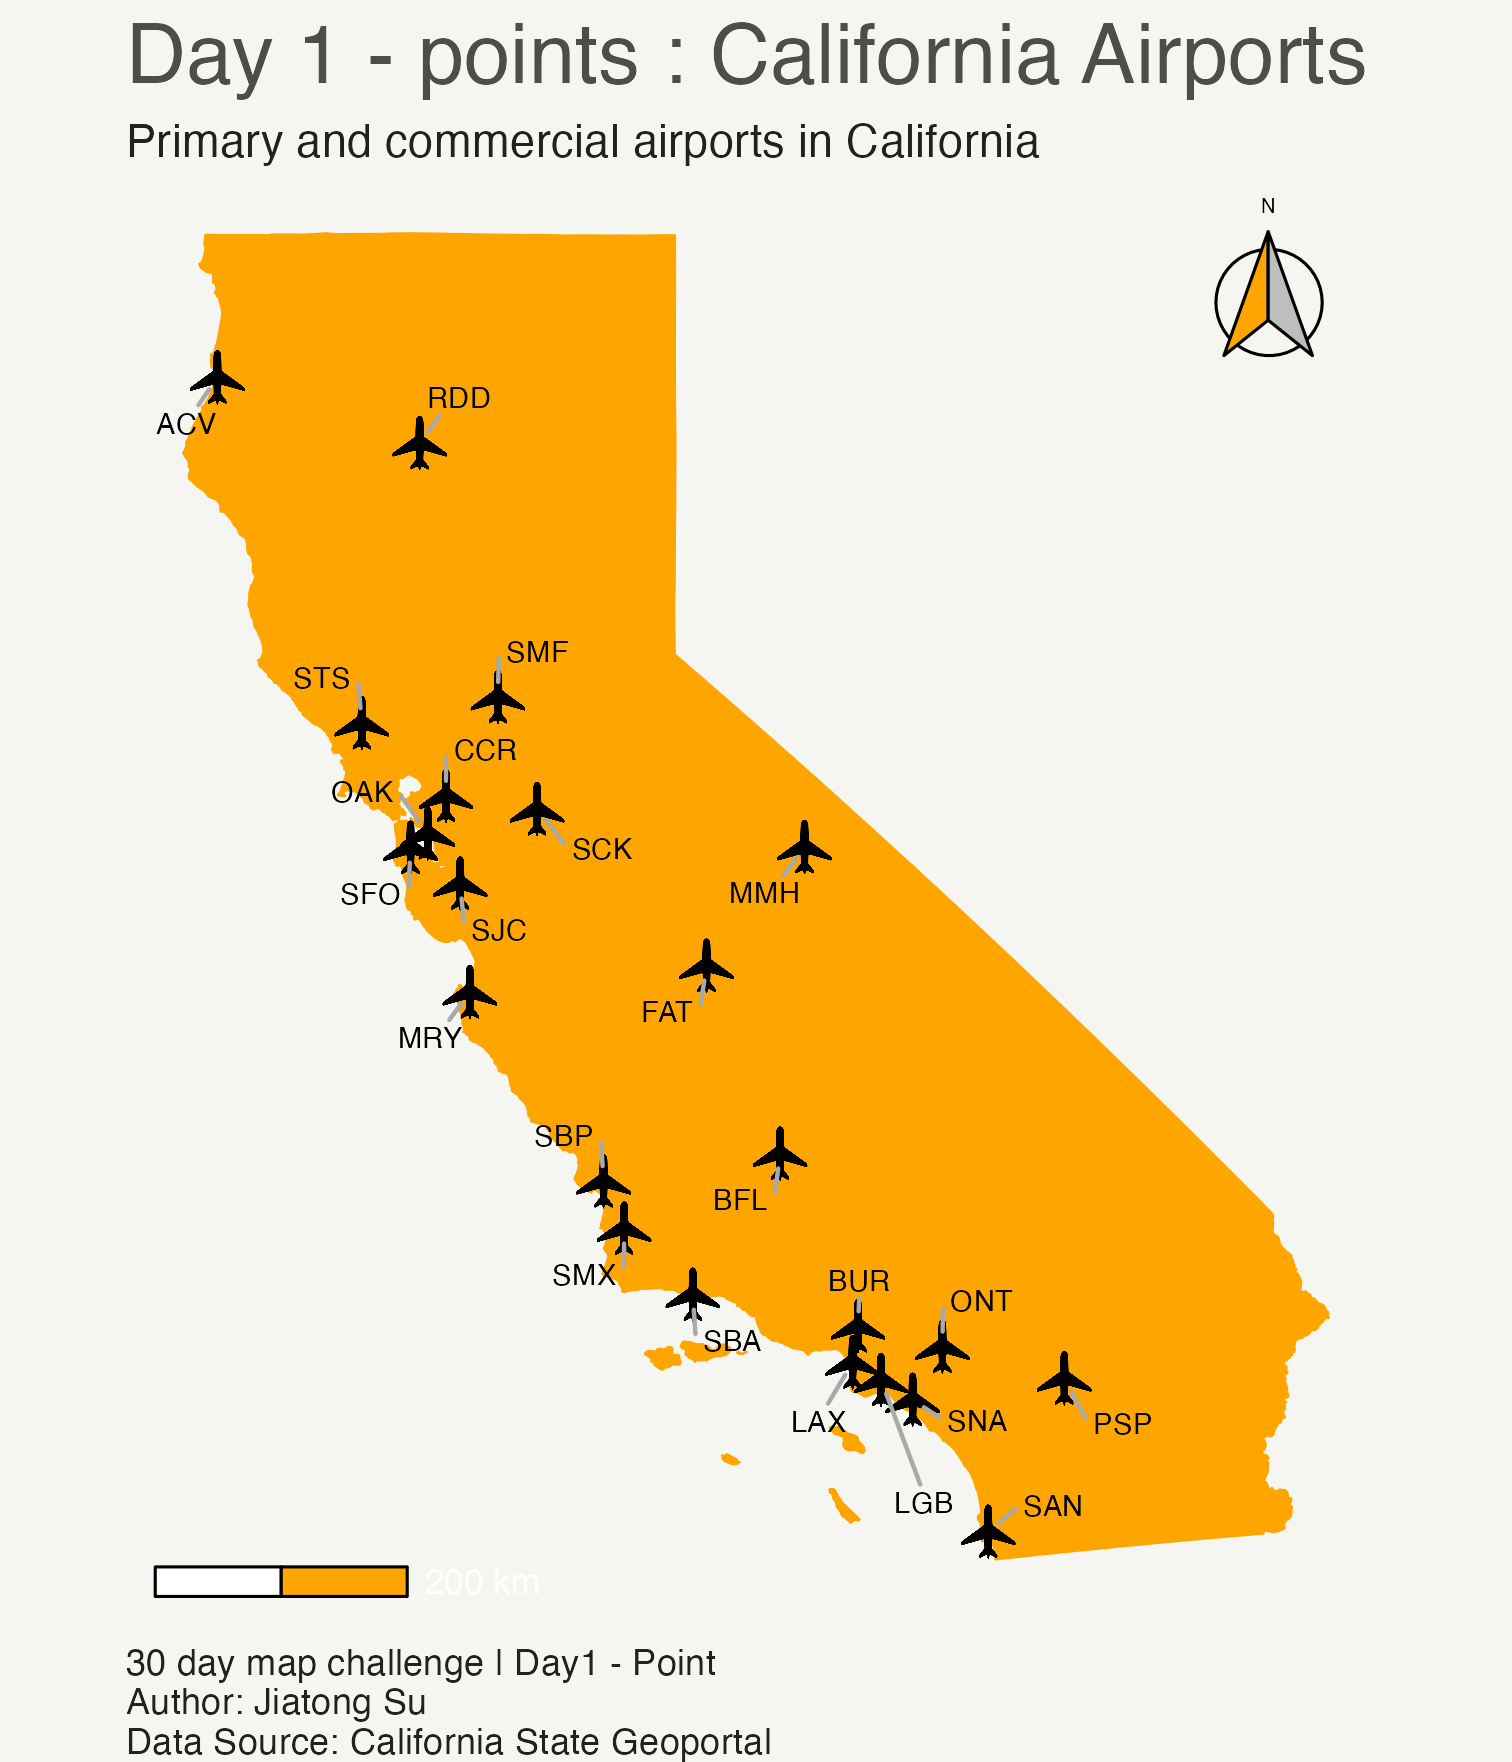 Day 1 - points : California Airports
Primary and commercial airports in California
N
ACV
RDD
SMF
STS
CCR
OAK
SCK
MMH
SFO
SJC
FAT
MRY
SBP
BFL
SMX
BUR
ONT
SBA
LAX
SNA
PSP
LGB
SAN
200 km
30 day map challenge | Day1 - Point
Author: Jiatong Su
Data Source: California State Geoportal